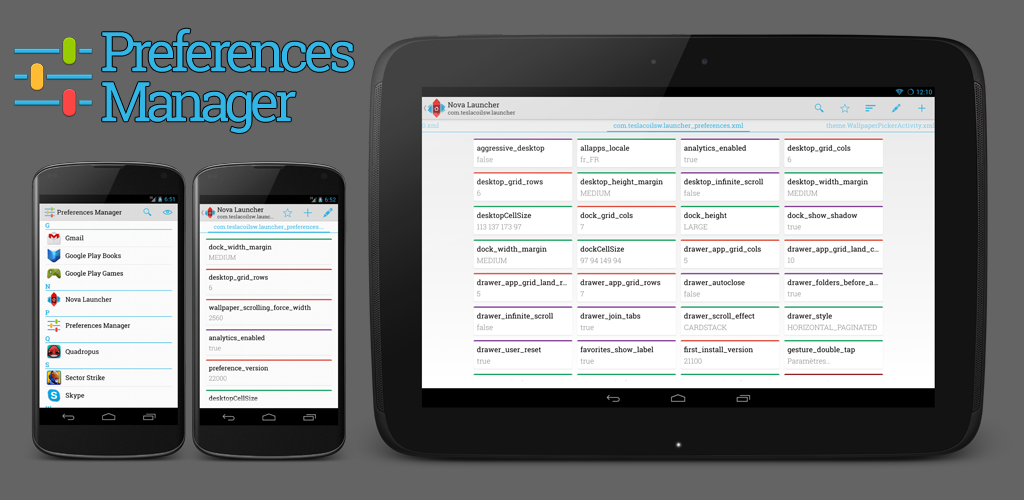 Preferences
Manager
6:51
Preferences Manager
G
Gmail
Google Play Books
Google Play Games
N
Nova Launcher
P
Preferences Manager
Q
Quadropus
S
Sector Strike
Skype
6:52
Nova Launcher
com.teslacoilsw.launc...
com.teslacoilsw.launcher_preferences...
dock_width_margin
MEDIUM
desktop_grid_rows
6
wallpaper_scrolling_force_width
2560
analytics_enabled
true
preference_version
22000
desktopCellSize
12:10
Nova Launcher
com.teslacoilsw.launcher
com.teslacoilsw.launcher_preferences.xml theme.WallpaperPickerActivity.xml
aggressive_desktop allapps_locale analytics_enabled desktop_grid_cols
false fr_FR true 6
desktop_grid_rows desktop_height_margin desktop_infinite_scroll desktop_width_margin
6 MEDIUM false MEDIUM
desktopCellSize dock_grid_cols dock_height dock_show_shadow
113 137 173 97 7 LARGE true
dock_width_margin dockCellSize drawer_app_grid_cols drawer_app_grid_land_c...
MEDIUM 97 94 149 94 5 10
drawer_app_grid_land_r... drawer_app_grid_rows drawer_autoclose drawer_folders_before_a...
5 7 false true
drawer_infinite_scroll drawer_join_tabs drawer_scroll_effect drawer_style
false true CARDSTACK HORIZONTAL_PAGINATED
drawer_user_reset favorites_show_label first_install_version gesture_double_tap
true true 21100 Paramètres...